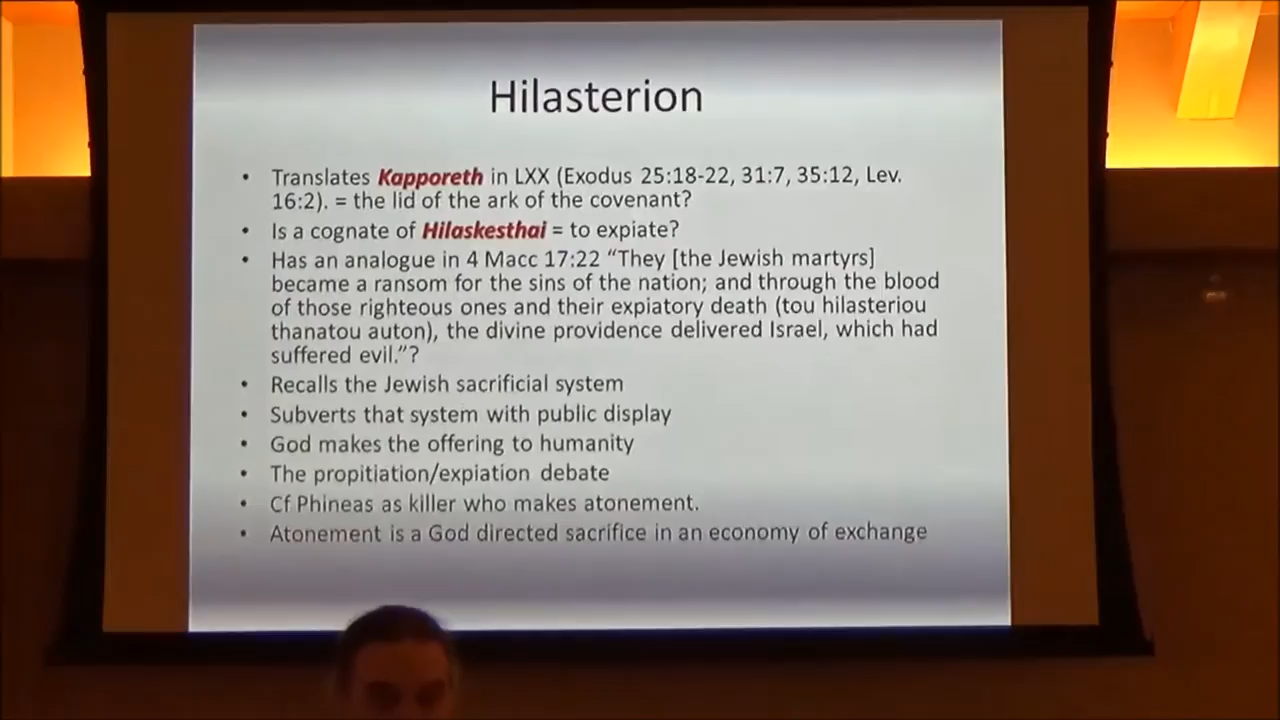 Hilasterion
• Translates Kapporeth in LXX (Exodus 25:18-22, 31:7, 35:12, Lev.
16:2). = the lid of the ark of the covenant?
• Is a cognate of Hilaskesthai = to expiate?
• Has an analogue in 4 Macc 17:22 “They [the Jewish martyrs]
became a ransom for the sins of the nation; and through the blood
of those righteous ones and their expiatory death (tou hilasteriou
thanatou auton), the divine providence delivered Israel, which had
suffered evil.”?
• Recalls the Jewish sacrificial system
• Subverts that system with public display
• God makes the offering to humanity
• The propitiation/expiation debate
• Cf Phineas as killer who makes atonement.
• Atonement is a God directed sacrifice in an economy of exchange